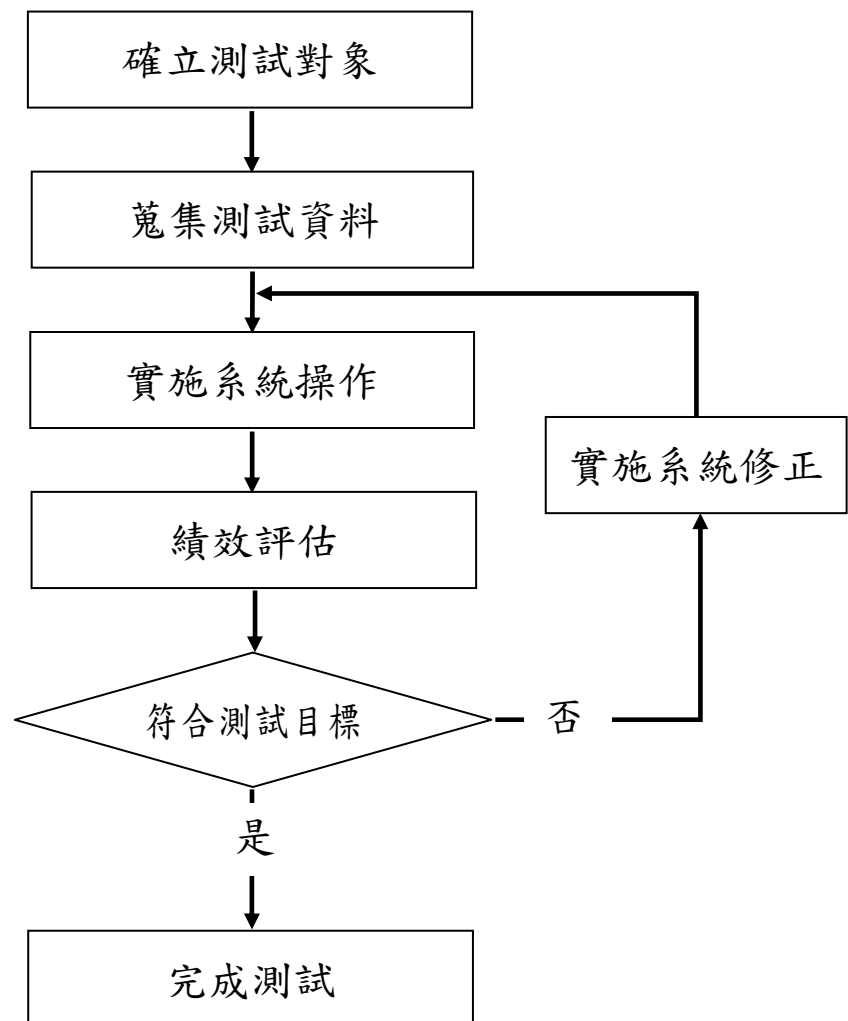 確立測試對象
蒐集測試資料
實施系統操作
實施系統修正
績效評估
符合測試目標
否
是
完成測試